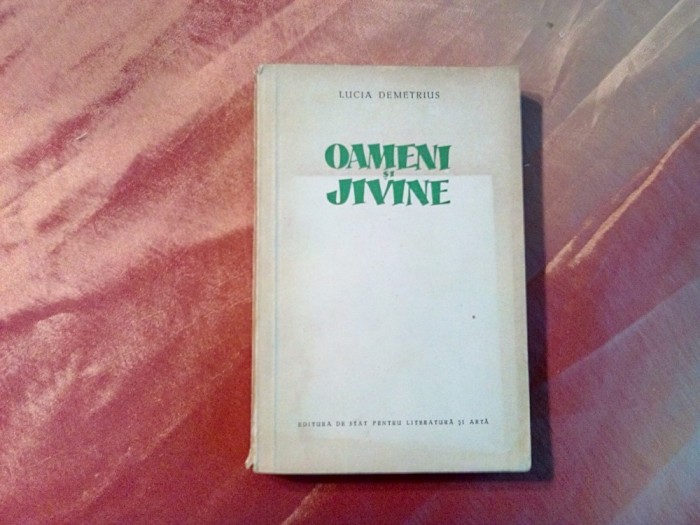 LUCIA DEMETRIUS
OAMENI
ȘI
JIVINE
EDITURA DE STAT PENTRU LITERATURĂ ȘI ARTĂ